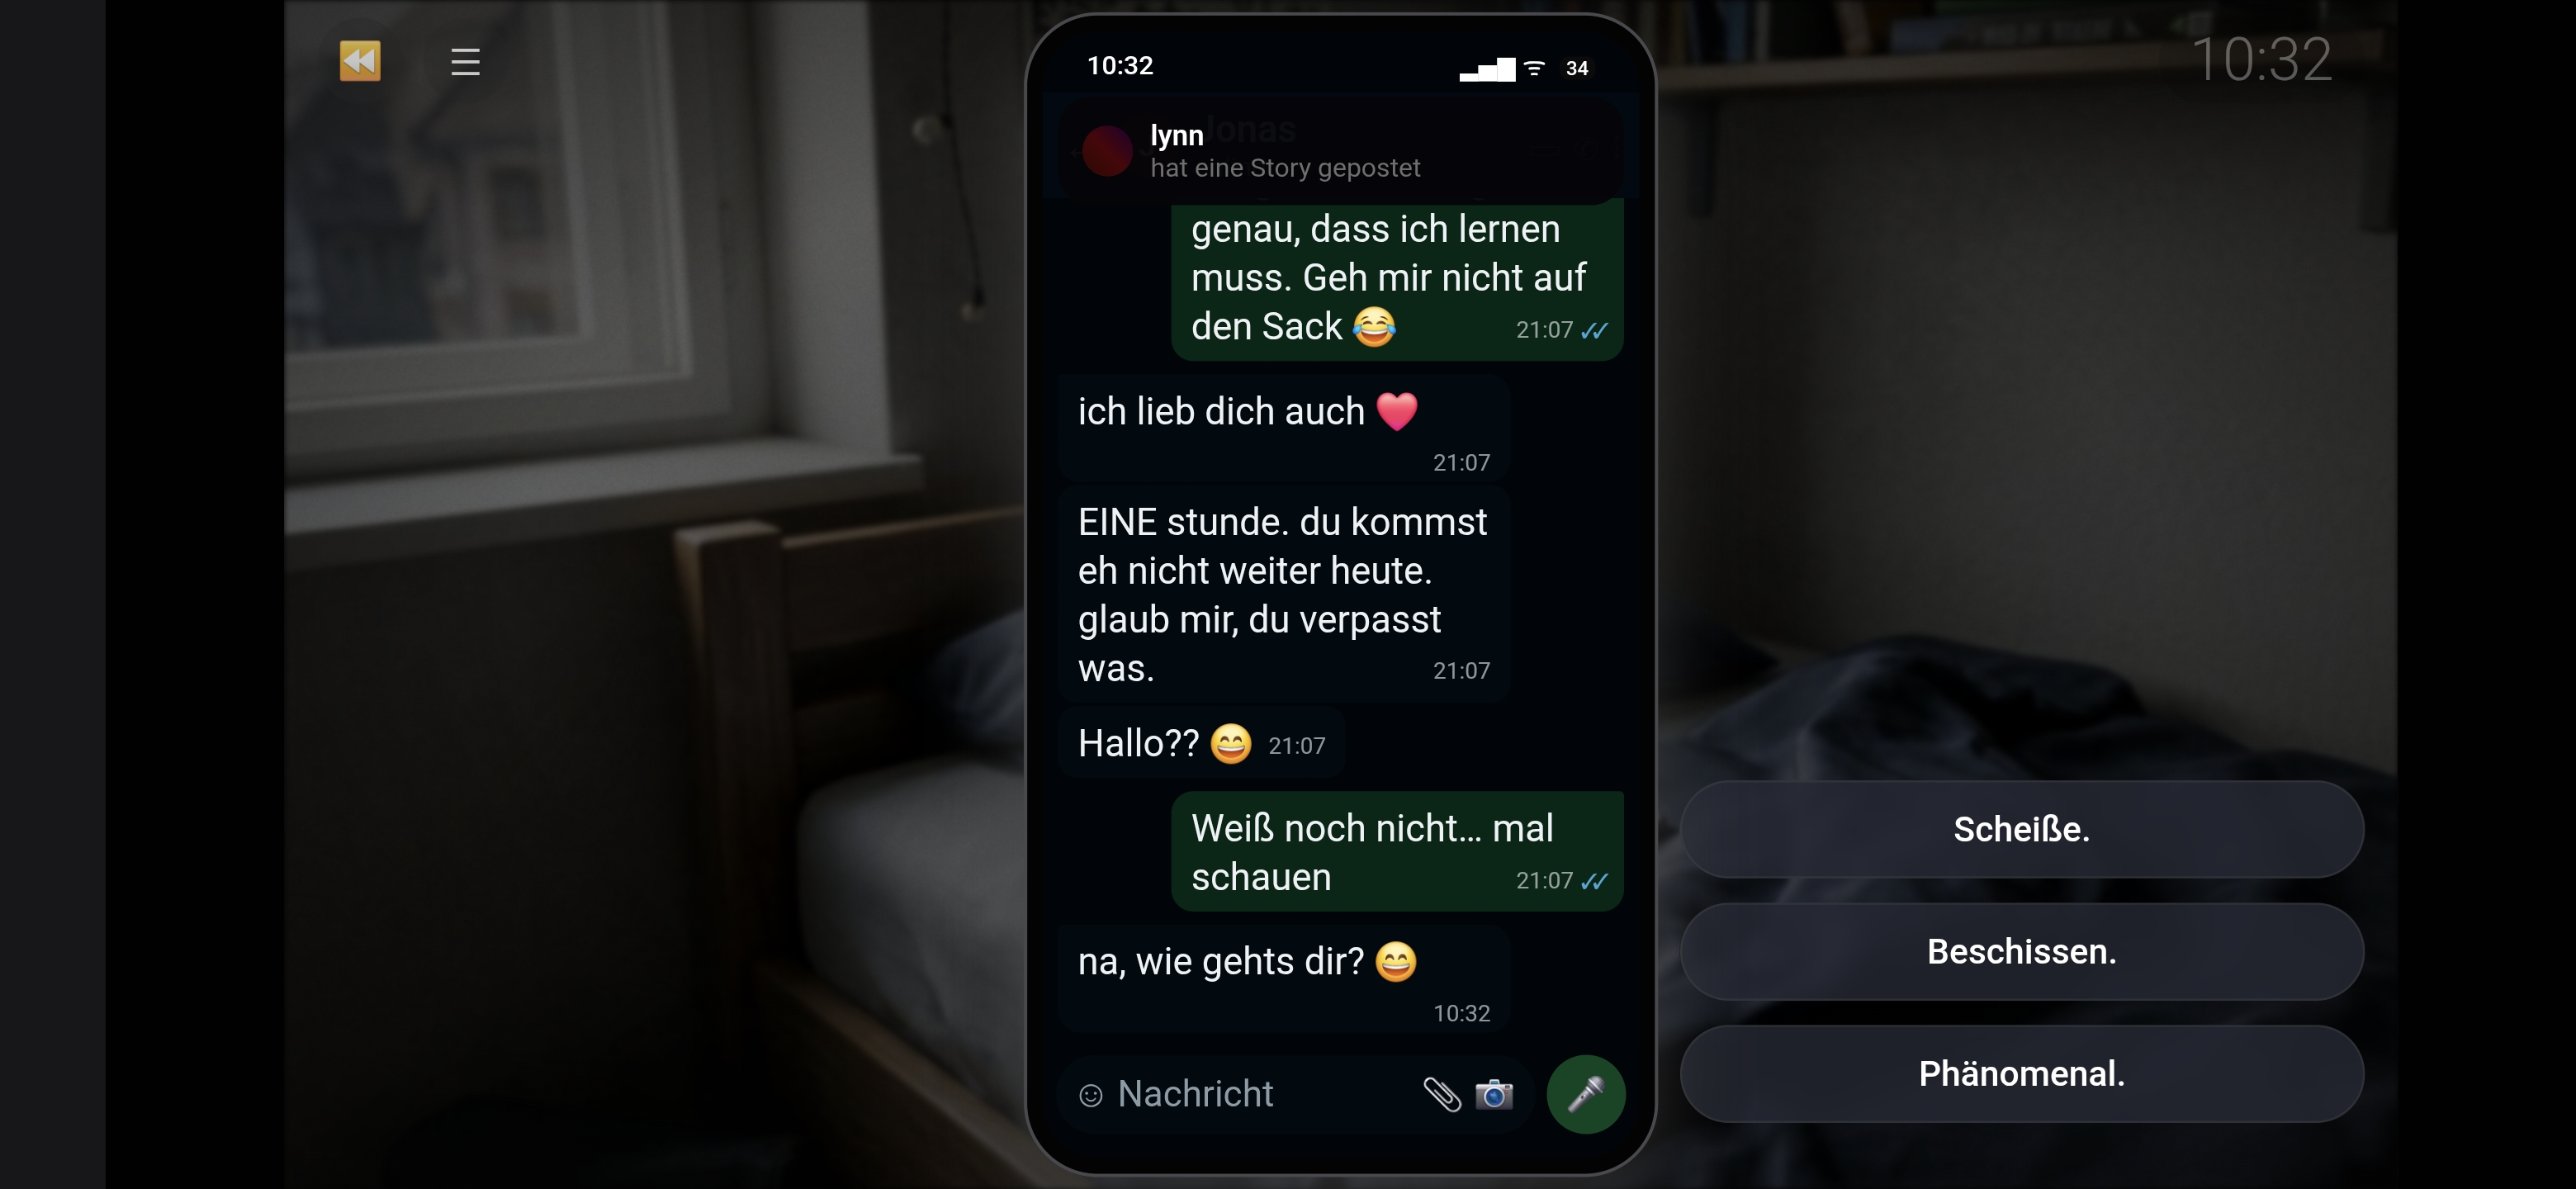 10:32
10:32
34
lynn
Jonas
hat eine Story gepostet
genau, dass ich lernen
muss. Geh mir nicht auf
den Sack 😂 21:07
ich lieb dich auch ❤️
21:07
EINE stunde. du kommst
eh nicht weiter heute.
glaub mir, du verpasst
was. 21:07
Hallo?? 😄 21:07
Weiß noch nicht... mal
schauen 21:07
na, wie gehts dir? 😄
10:32
Nachricht
Scheiße.
Beschissen.
Phänomenal.